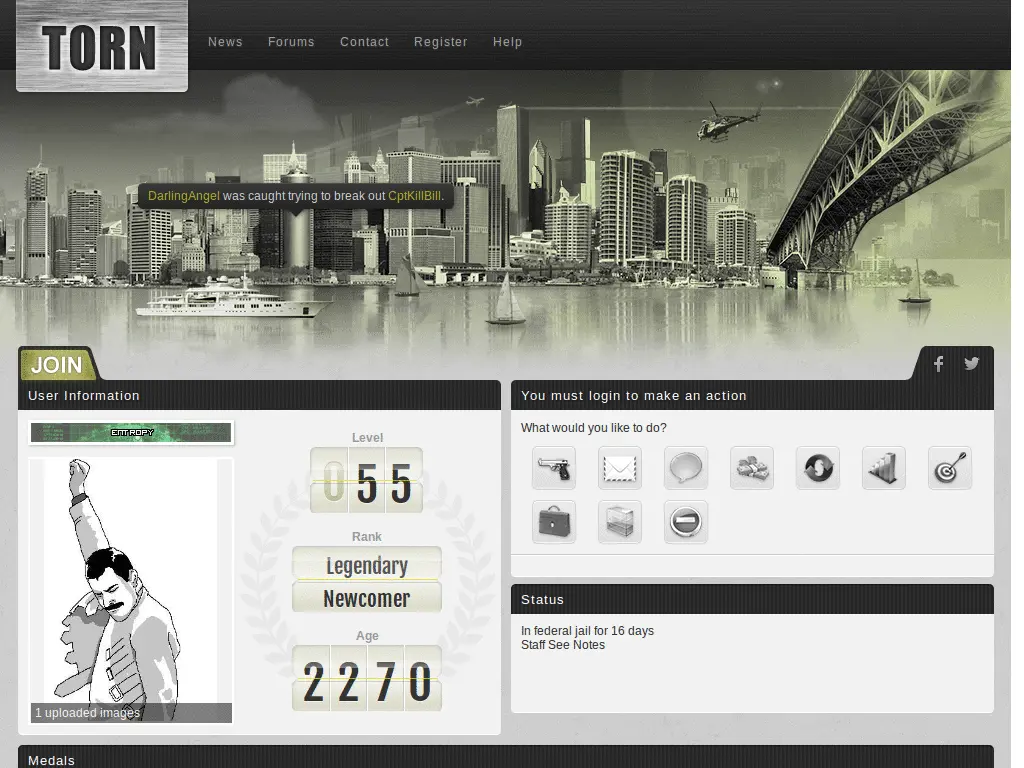 TORN
News Forums Contact Register Help
DarlingAngel was caught trying to break out CptKillBill.
JOIN
User Information
ENTROPY
Level
055
Rank
Legendary
Newcomer
Age
2270
1 uploaded images
You must login to make an action
What would you like to do?
Status
In federal jail for 16 days
Staff See Notes
Medals